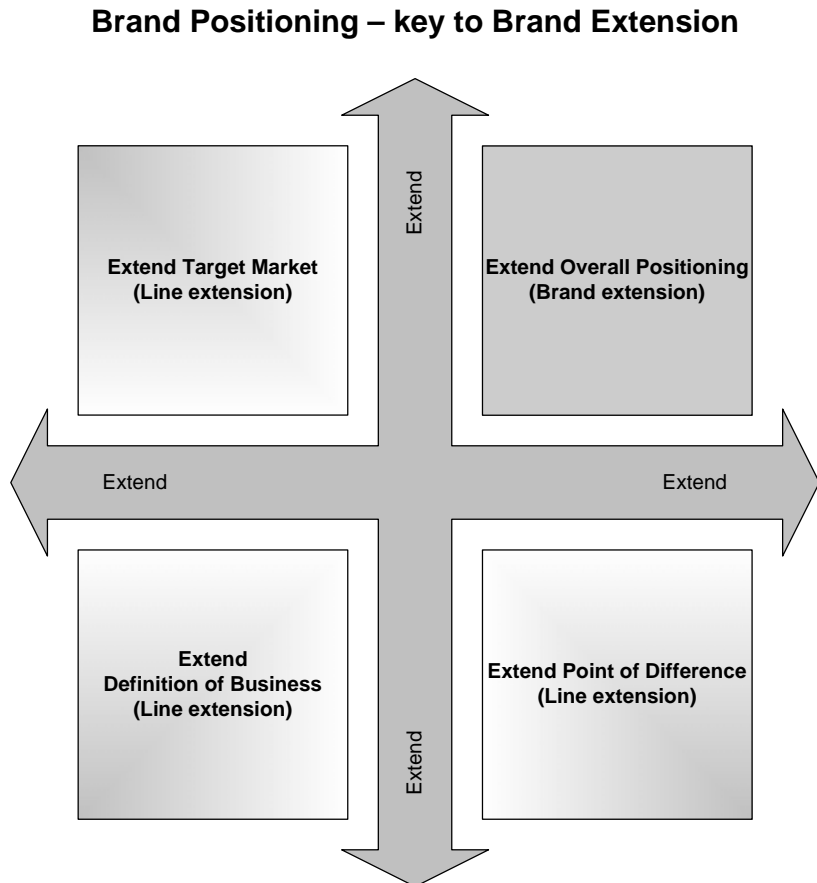 Brand Positioning – key to Brand Extension
Extend
Extend Target Market
(Line extension)
Extend Overall Positioning
(Brand extension)
Extend
Extend
Extend
Definition of Business
(Line extension)
Extend Point of Difference
(Line extension)
Extend